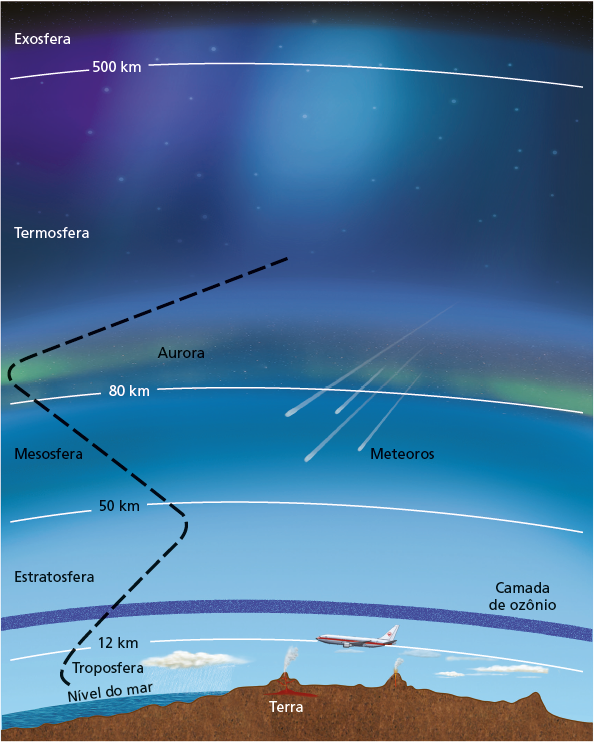 Exosfera
500 km
Termosfera
Aurora
80 km
Mesosfera
Meteoros
50 km
Estratosfera
Camada
de ozônio
12 km
Troposfera
Nível do mar
Terra